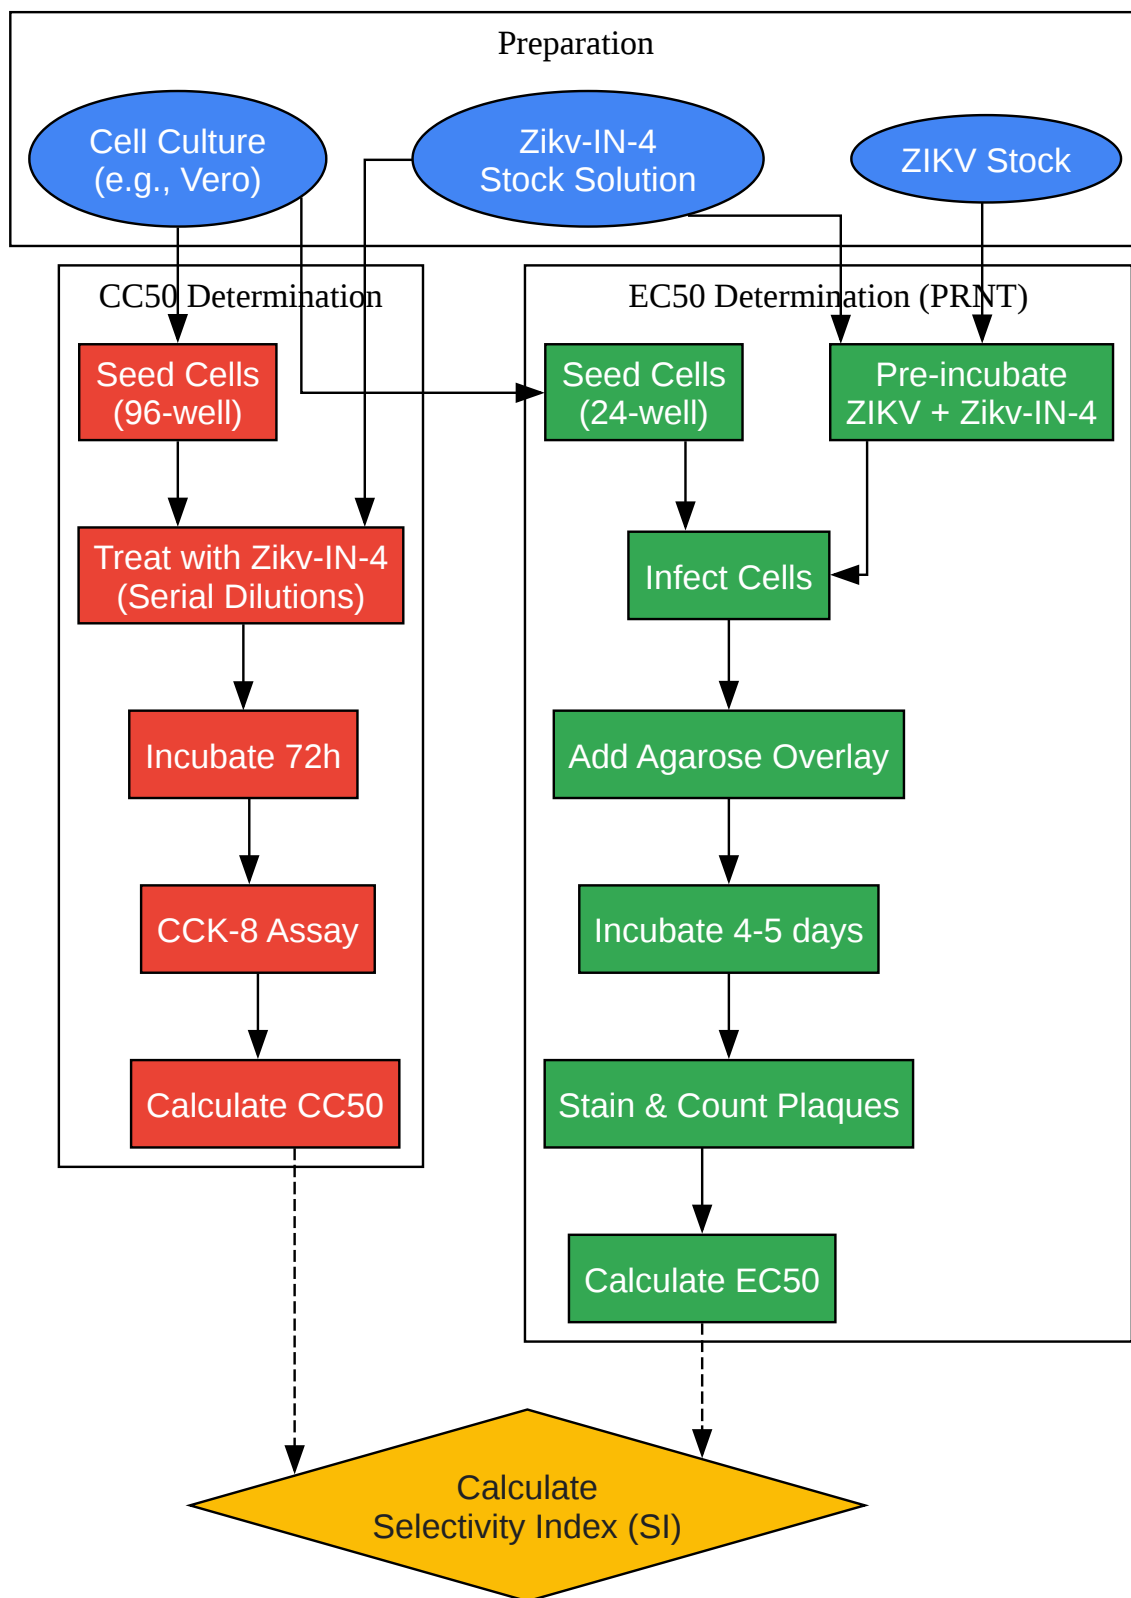 Preparation
Cell Culture
(e.g., Vero)
Zikv-IN-4
Stock Solution
ZIKV Stock
CC50 Determination
Seed Cells
(96-well)
Treat with Zikv-IN-4
(Serial Dilutions)
Incubate 72h
CCK-8 Assay
Calculate CC50
EC50 Determination (PRNT)
Seed Cells
(24-well)
Pre-incubate
ZIKV + Zikv-IN-4
Infect Cells
Add Agarose Overlay
Incubate 4-5 days
Stain & Count Plaques
Calculate EC50
Calculate
Selectivity Index (SI)